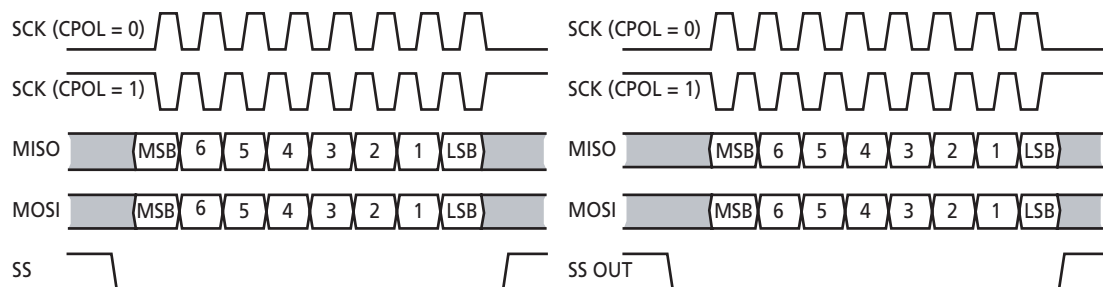 SCK (CPOL = 0)
SCK (CPOL = 1)
MISO MSB 6 5 4 3 2 1 LSB
MOSI MSB 6 5 4 3 2 1 LSB
SS
SCK (CPOL = 0)
SCK (CPOL = 1)
MISO MSB 6 5 4 3 2 1 LSB
MOSI MSB 6 5 4 3 2 1 LSB
SS OUT